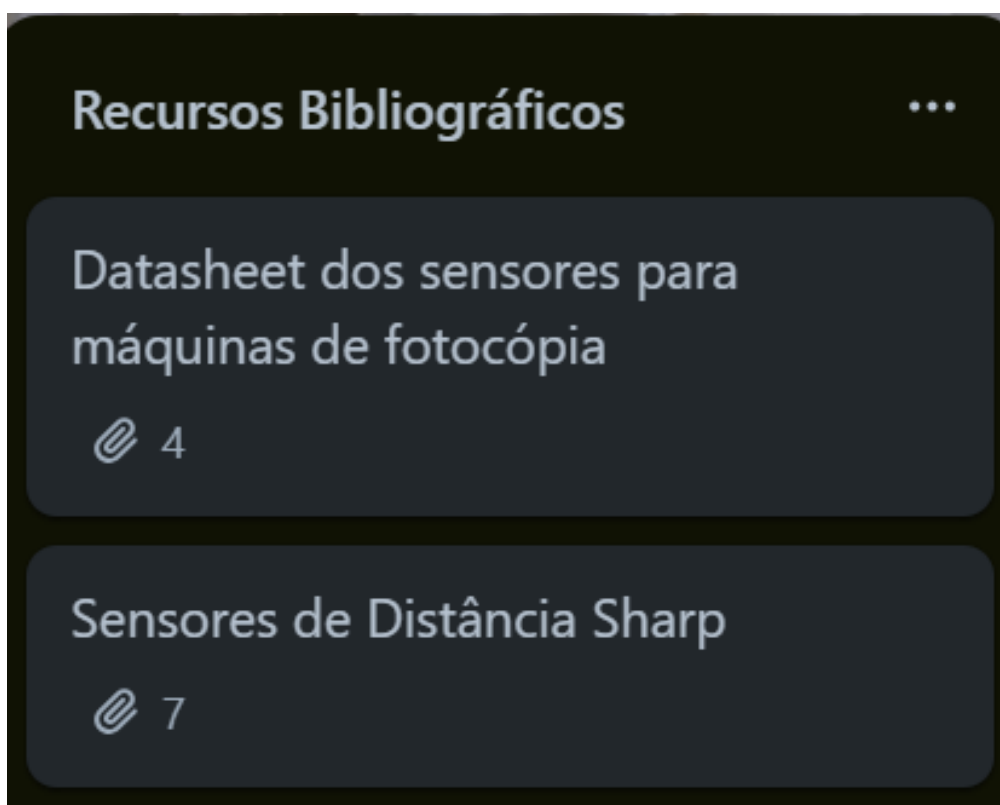 Recursos Bibliográficos
Datasheet dos sensores para
máquinas de fotocópia
4
Sensores de Distância Sharp
7